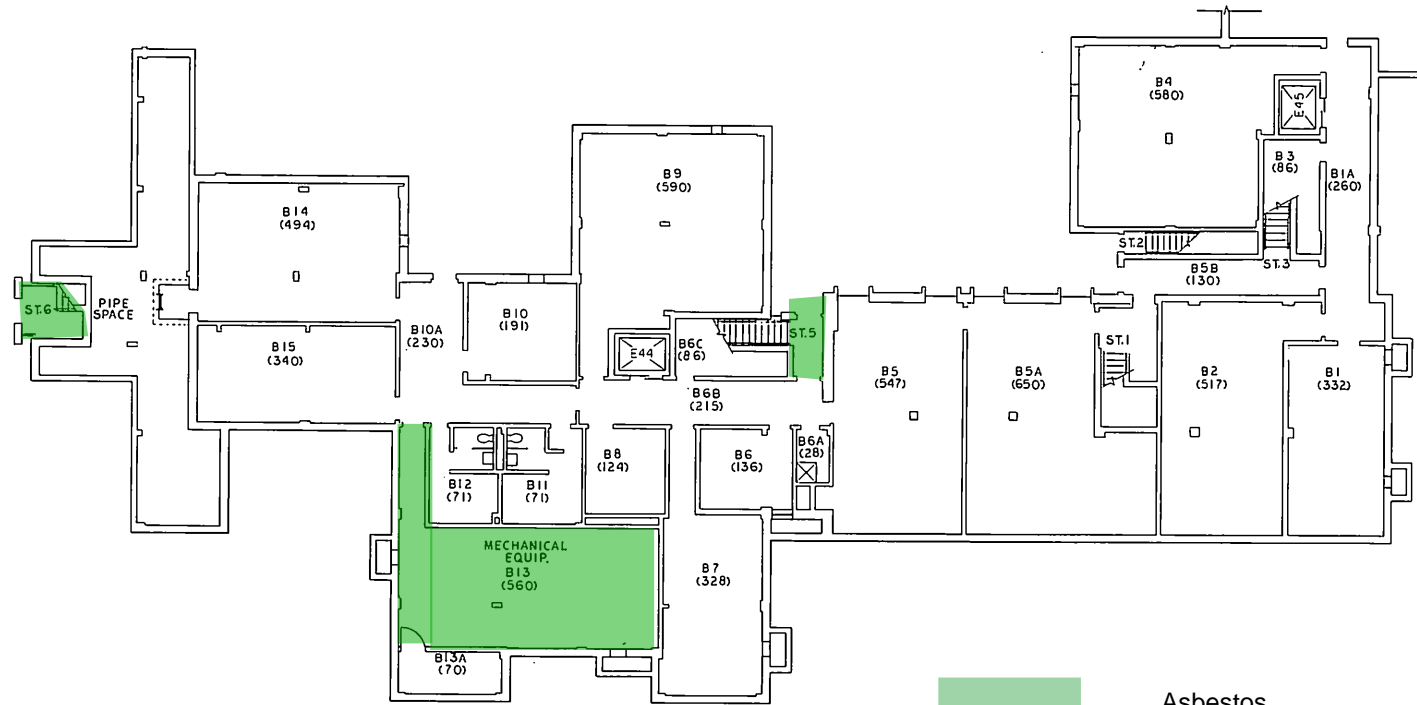 B4
(580)
E45
B3
(86)
B1A
(260)
B9
(590)
B14
(494)
ST.2
ST.3
B5B
(130)
ST.6
PIPE
SPACE
B10
(191)
B10A
(230)
B15
(340)
E44
B6C
(86)
ST.5
ST.1
B5
(547)
B5A
(650)
B2
(517)
B1
(332)
B6B
(215)
B6A
(28)
B8
(124)
B6
(136)
B12
(71)
B11
(71)
MECHANICAL
EQUIP.
B13
(560)
B7
(328)
B13A
(70)
Asbestos